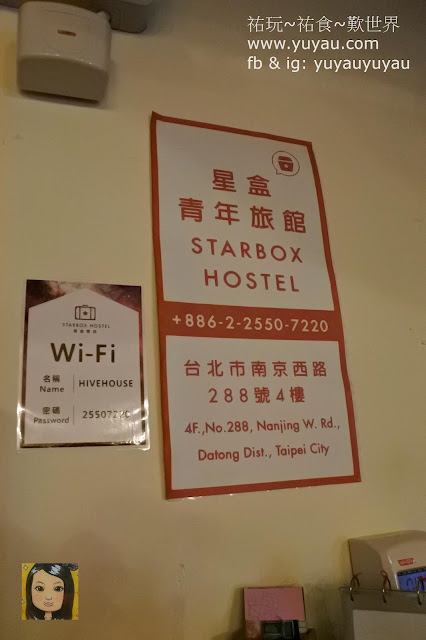 祐玩~祐食~歎世界
www.yuyau.com
fb & ig: yuyauyuyau
星盒
青年旅館
STARBOX
HOSTEL
+886-2-2550-7220
台北市南京西路
288號4樓
4F.,No.288, Nanjing W. Rd.,
Datong Dist., Taipei City
STARBOX HOSTEL
Wi-Fi
名稱
Name
HIVEHOUSE
密碼
Password